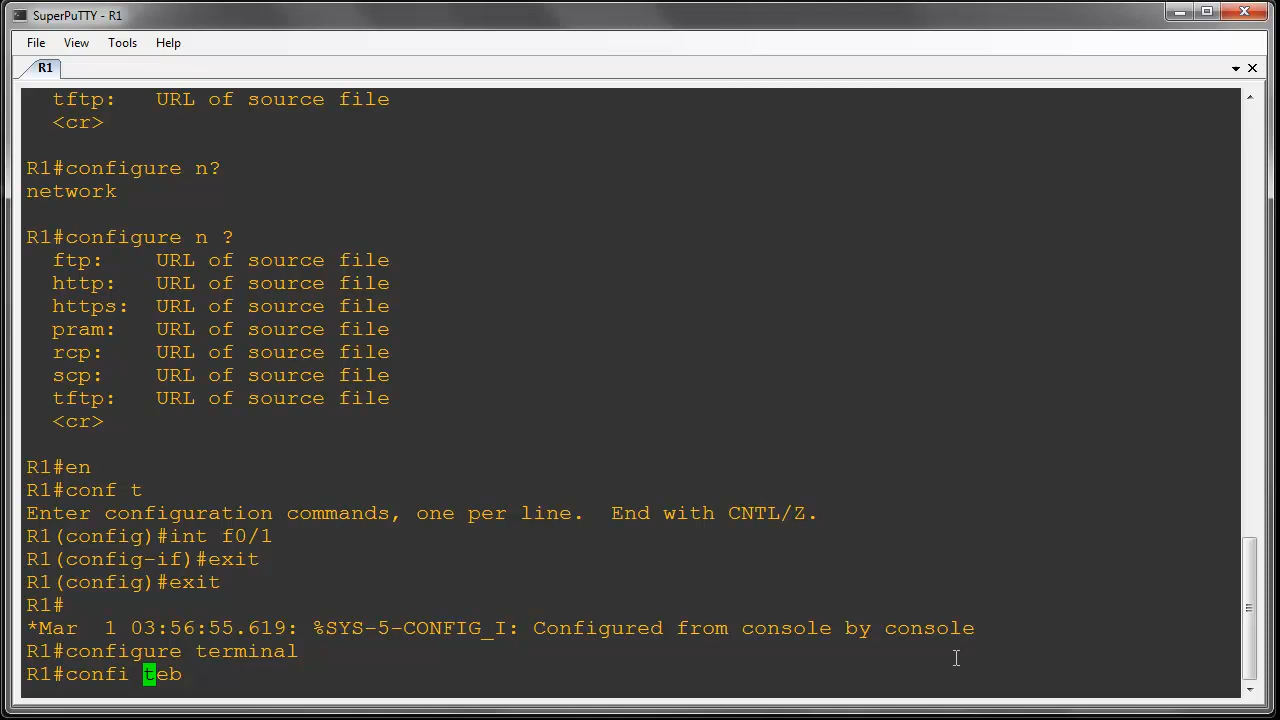 SuperPuTTY - R1
File View Tools Help
R1
tftp: URL of source file
<cr>
R1#configure n?
network
R1#configure n ?
ftp: URL of source file
http: URL of source file
https: URL of source file
pram: URL of source file
rcp: URL of source file
scp: URL of source file
tftp: URL of source file
<cr>
R1#en
R1#conf t
Enter configuration commands, one per line. End with CNTL/Z.
R1(config)#int f0/1
R1(config-if)#exit
R1(config)#exit
R1#
*Mar 1 03:56:55.619: %SYS-5-CONFIG_I: Configured from console by console
R1#configure terminal
R1#confi teb